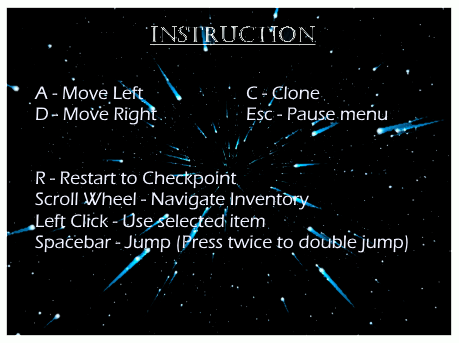 INSTRUCTION
A - Move Left
C - Clone
D - Move Right
Esc - Pause menu
R - Restart to Checkpoint
Scroll Wheel - Navigate Inventory
Left Click - Use selected item
Spacebar - Jump (Press twice to double jump)